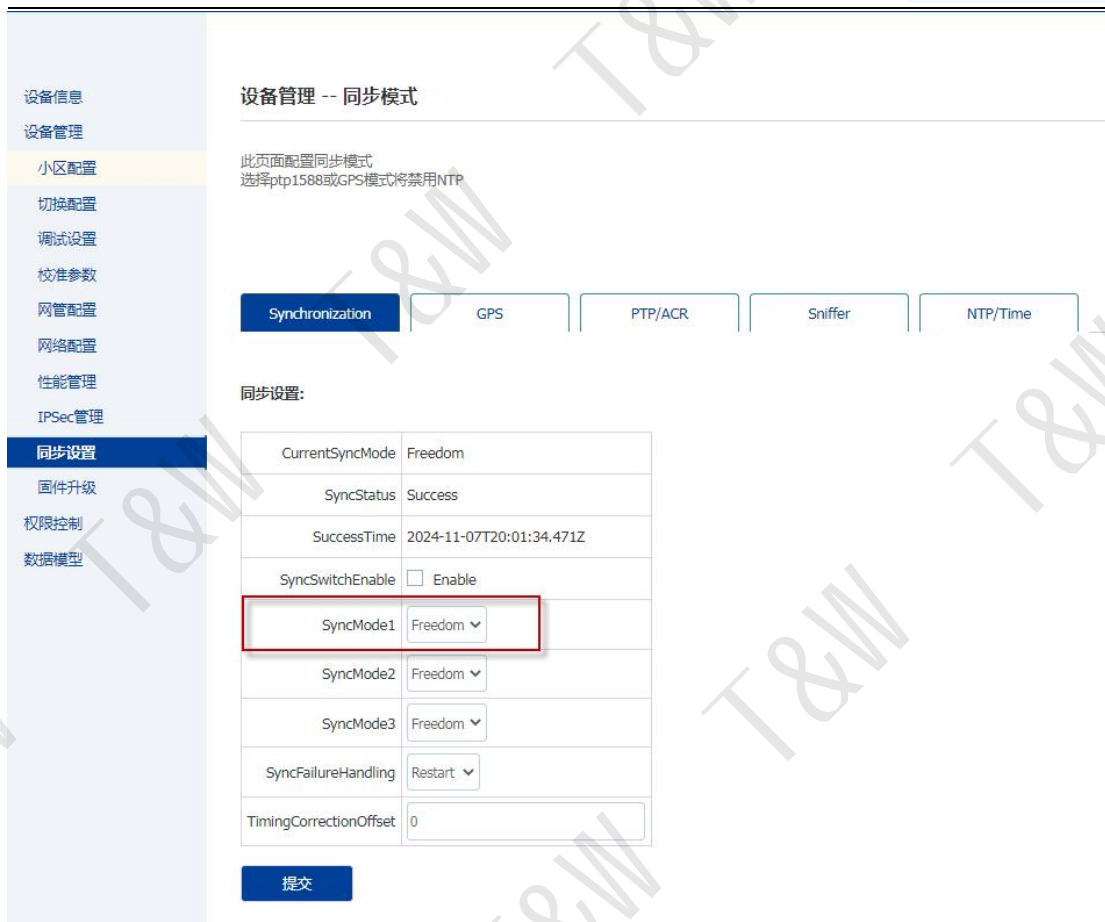 设备信息
设备管理
小区配置
切换配置
调试设置
校准参数
网管配置
网络配置
性能管理
IPSec管理
同步设置
固件升级
权限控制
数据模型
设备管理 -- 同步模式
此页面配置同步模式
选择ptp1588或GPS模式将禁用NTP
Synchronization GPS PTP/ACR Sniffer NTP/Time
同步设置:
CurrentSyncMode Freedom
SyncStatus Success
SuccessTime 2024-11-07T20:01:34.471Z
SyncSwitchEnable Enable
SyncMode1 Freedom
SyncMode2 Freedom
SyncMode3 Freedom
SyncFailureHandling Restart
TimingCorrectionOffset 0
提交
T&W
T&W
T&W
T&W
T&W
T&W